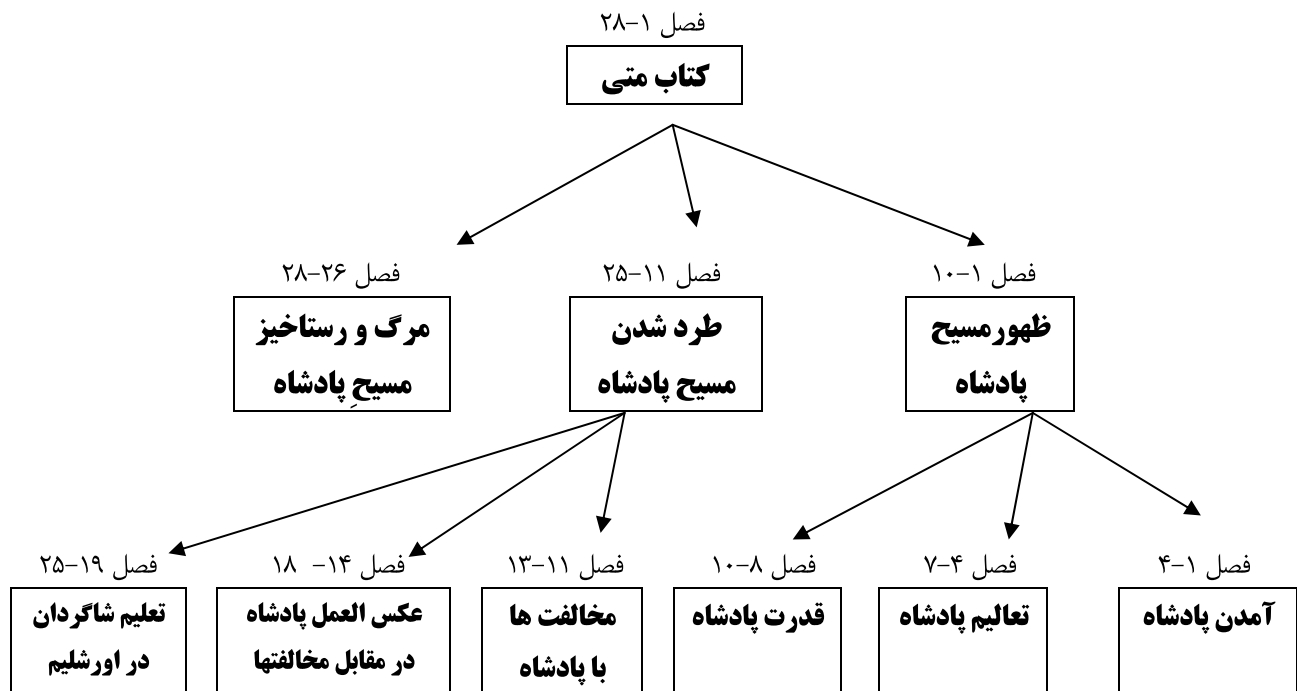 فصل ۱-۲۸
کتاب متی
فصل ۱-۱۰
ظهورمسیح
پادشاه
فصل ۱۱-۲۵
طرد شدن
مسیح پادشاه
فصل ۲۶-۲۸
مرگ و رستاخیز
مسیحِ پادشاه
فصل ۱-۴
آمدن پادشاه
فصل ۴-۷
تعالیم پادشاه
فصل ۸-۱۰
قدرت پادشاه
فصل ۱۱-۱۳
مخالفت ها
با پادشاه
فصل ۱۴- ۱۸
عکس العمل پادشاه
در مقابل مخالفتها
فصل ۱۹-۲۵
تعلیم شاگردان
در اورشلیم